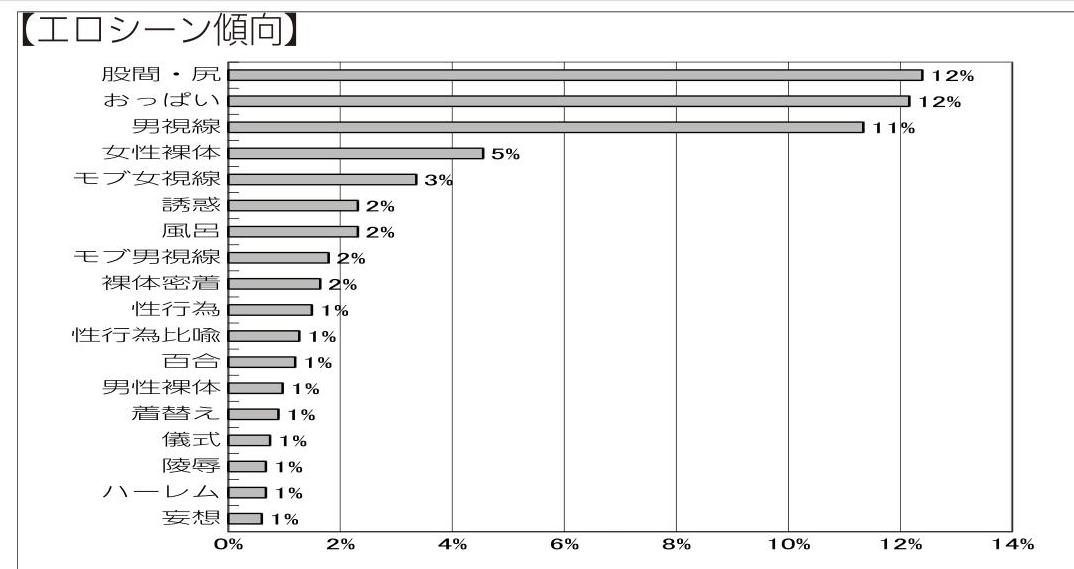 【エロシーン傾向】
股間・尻 12%
おっぱい 12%
男視線 11%
女性裸体 5%
モブ女視線 3%
誘惑 2%
風呂 2%
モブ男視線 2%
裸体密着 2%
性行為 1%
性行為比喩 1%
百合 1%
男性裸体 1%
着替え 1%
儀式 1%
陵辱 1%
ハーレム 1%
妄想 1%
0% 2% 4% 6% 8% 10% 12% 14%